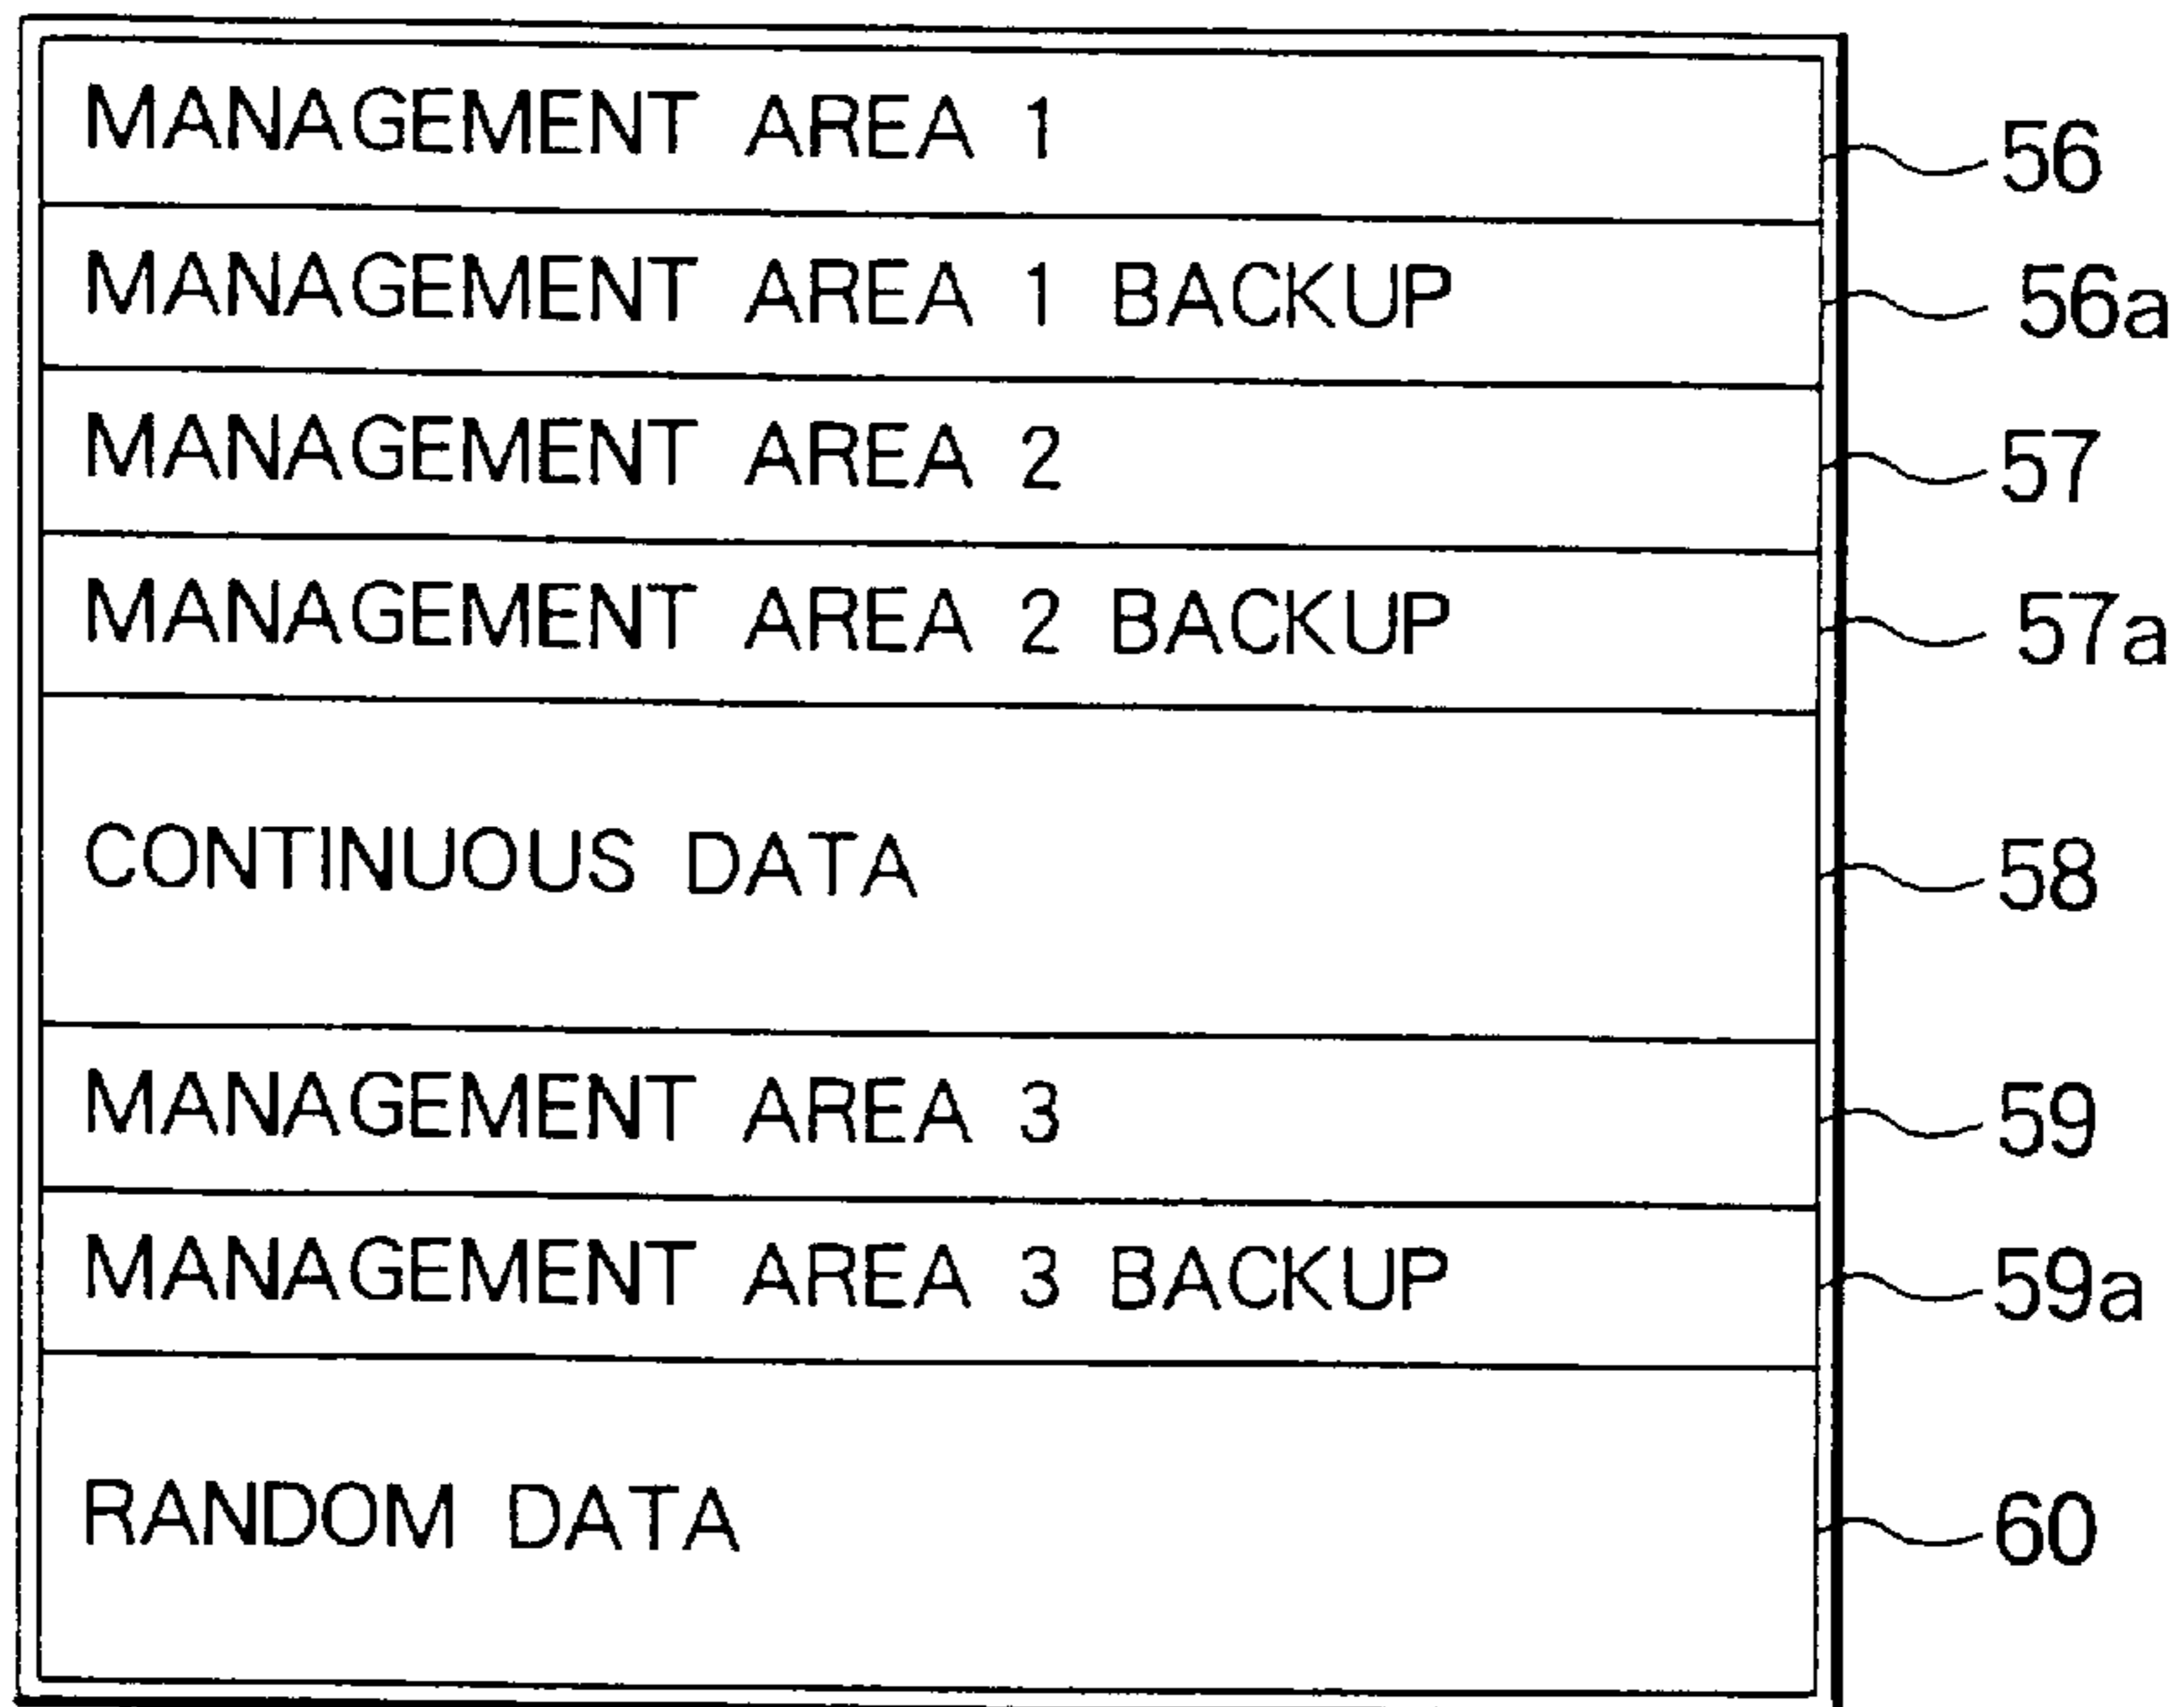 MANAGEMENT AREA 1 56
MANAGEMENT AREA 1 BACKUP 56a
MANAGEMENT AREA 2 57
MANAGEMENT AREA 2 BACKUP 57a
CONTINUOUS DATA 58
MANAGEMENT AREA 3 59
MANAGEMENT AREA 3 BACKUP 59a
RANDOM DATA 60